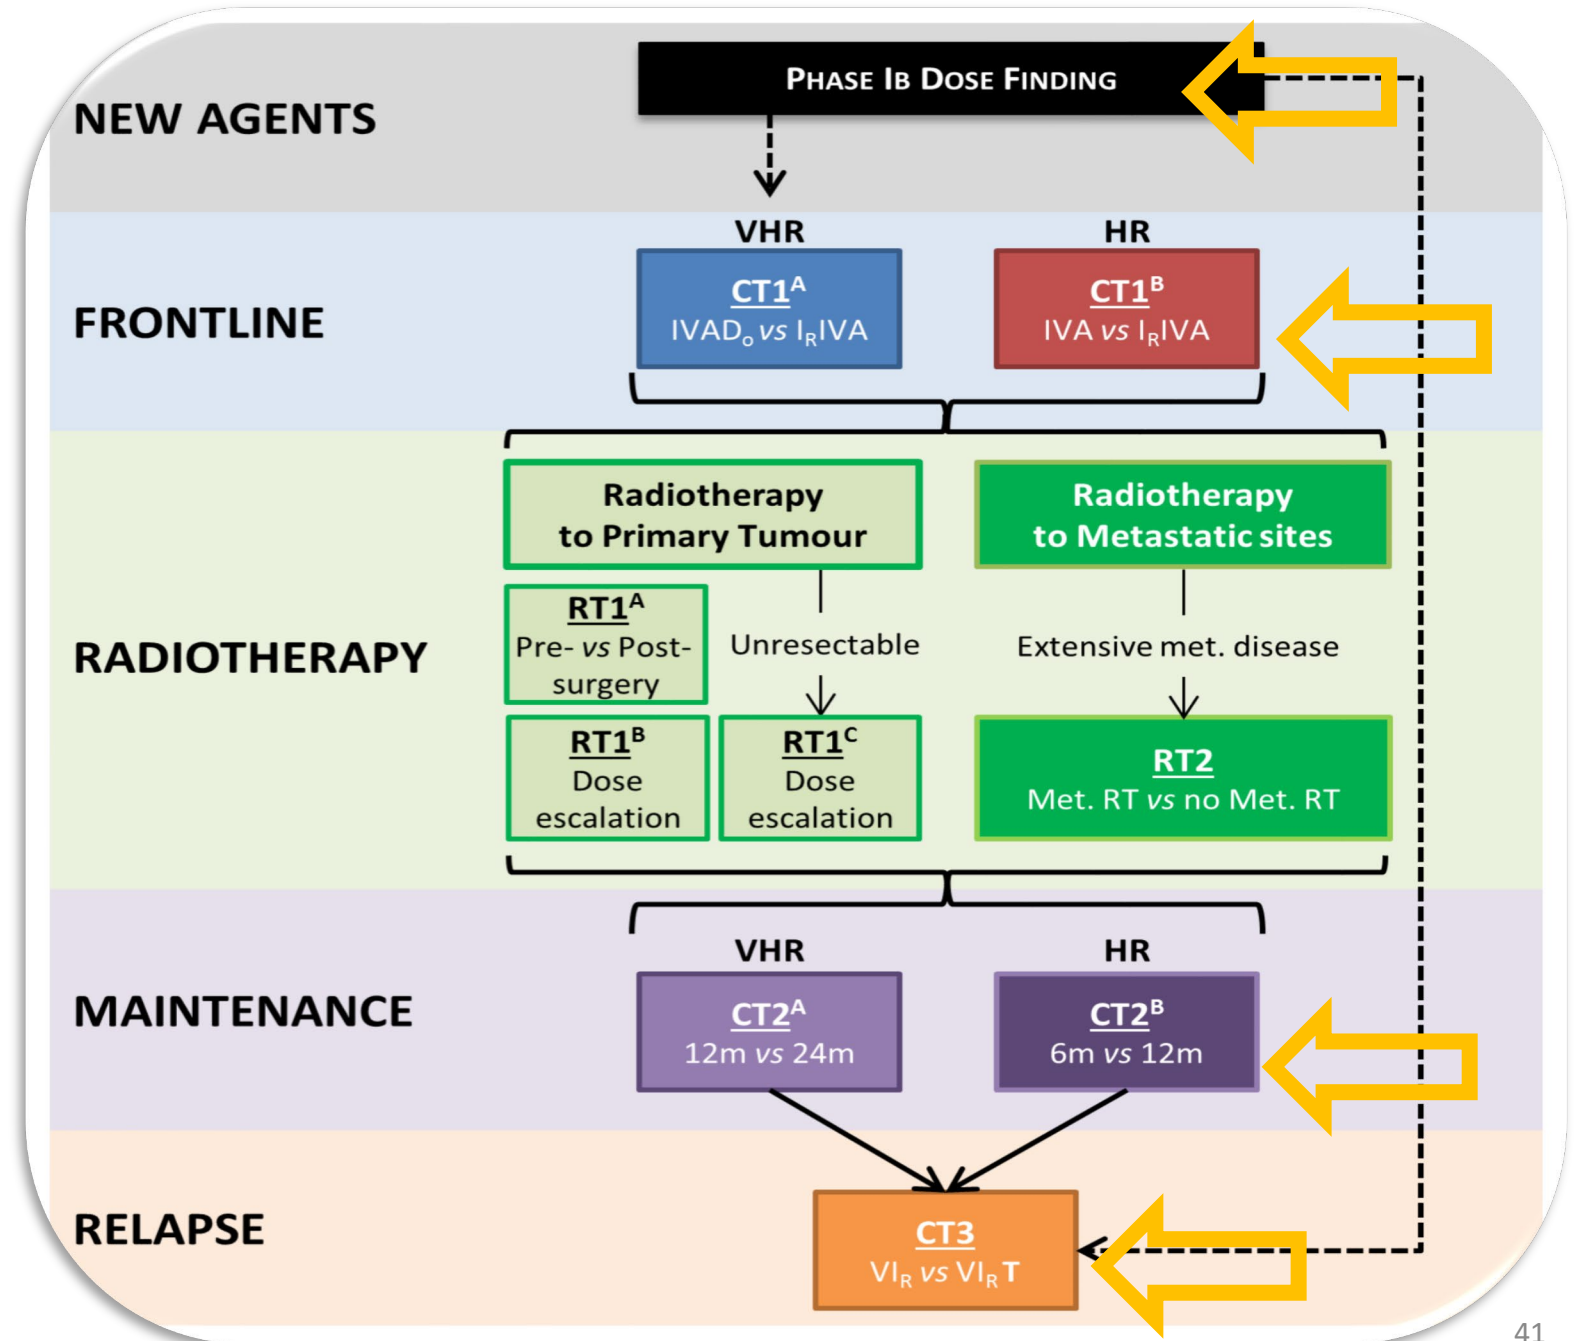 NEW AGENTS
PHASE IB DOSE FINDING
FRONTLINE
VHR
CT1A
IVADo vs IRIVA
HR
CT1B
IVA vs IRIVA
RADIOTHERAPY
Radiotherapy
to Primary Tumour
Radiotherapy
to Metastatic sites
RT1A
Pre- vs Post-
surgery
Unresectable
Extensive met. disease
RT1B
Dose
escalation
RT1C
Dose
escalation
RT2
Met. RT vs no Met. RT
MAINTENANCE
VHR
CT2A
12m vs 24m
HR
CT2B
6m vs 12m
RELAPSE
CT3
VIR vs VIRT
41